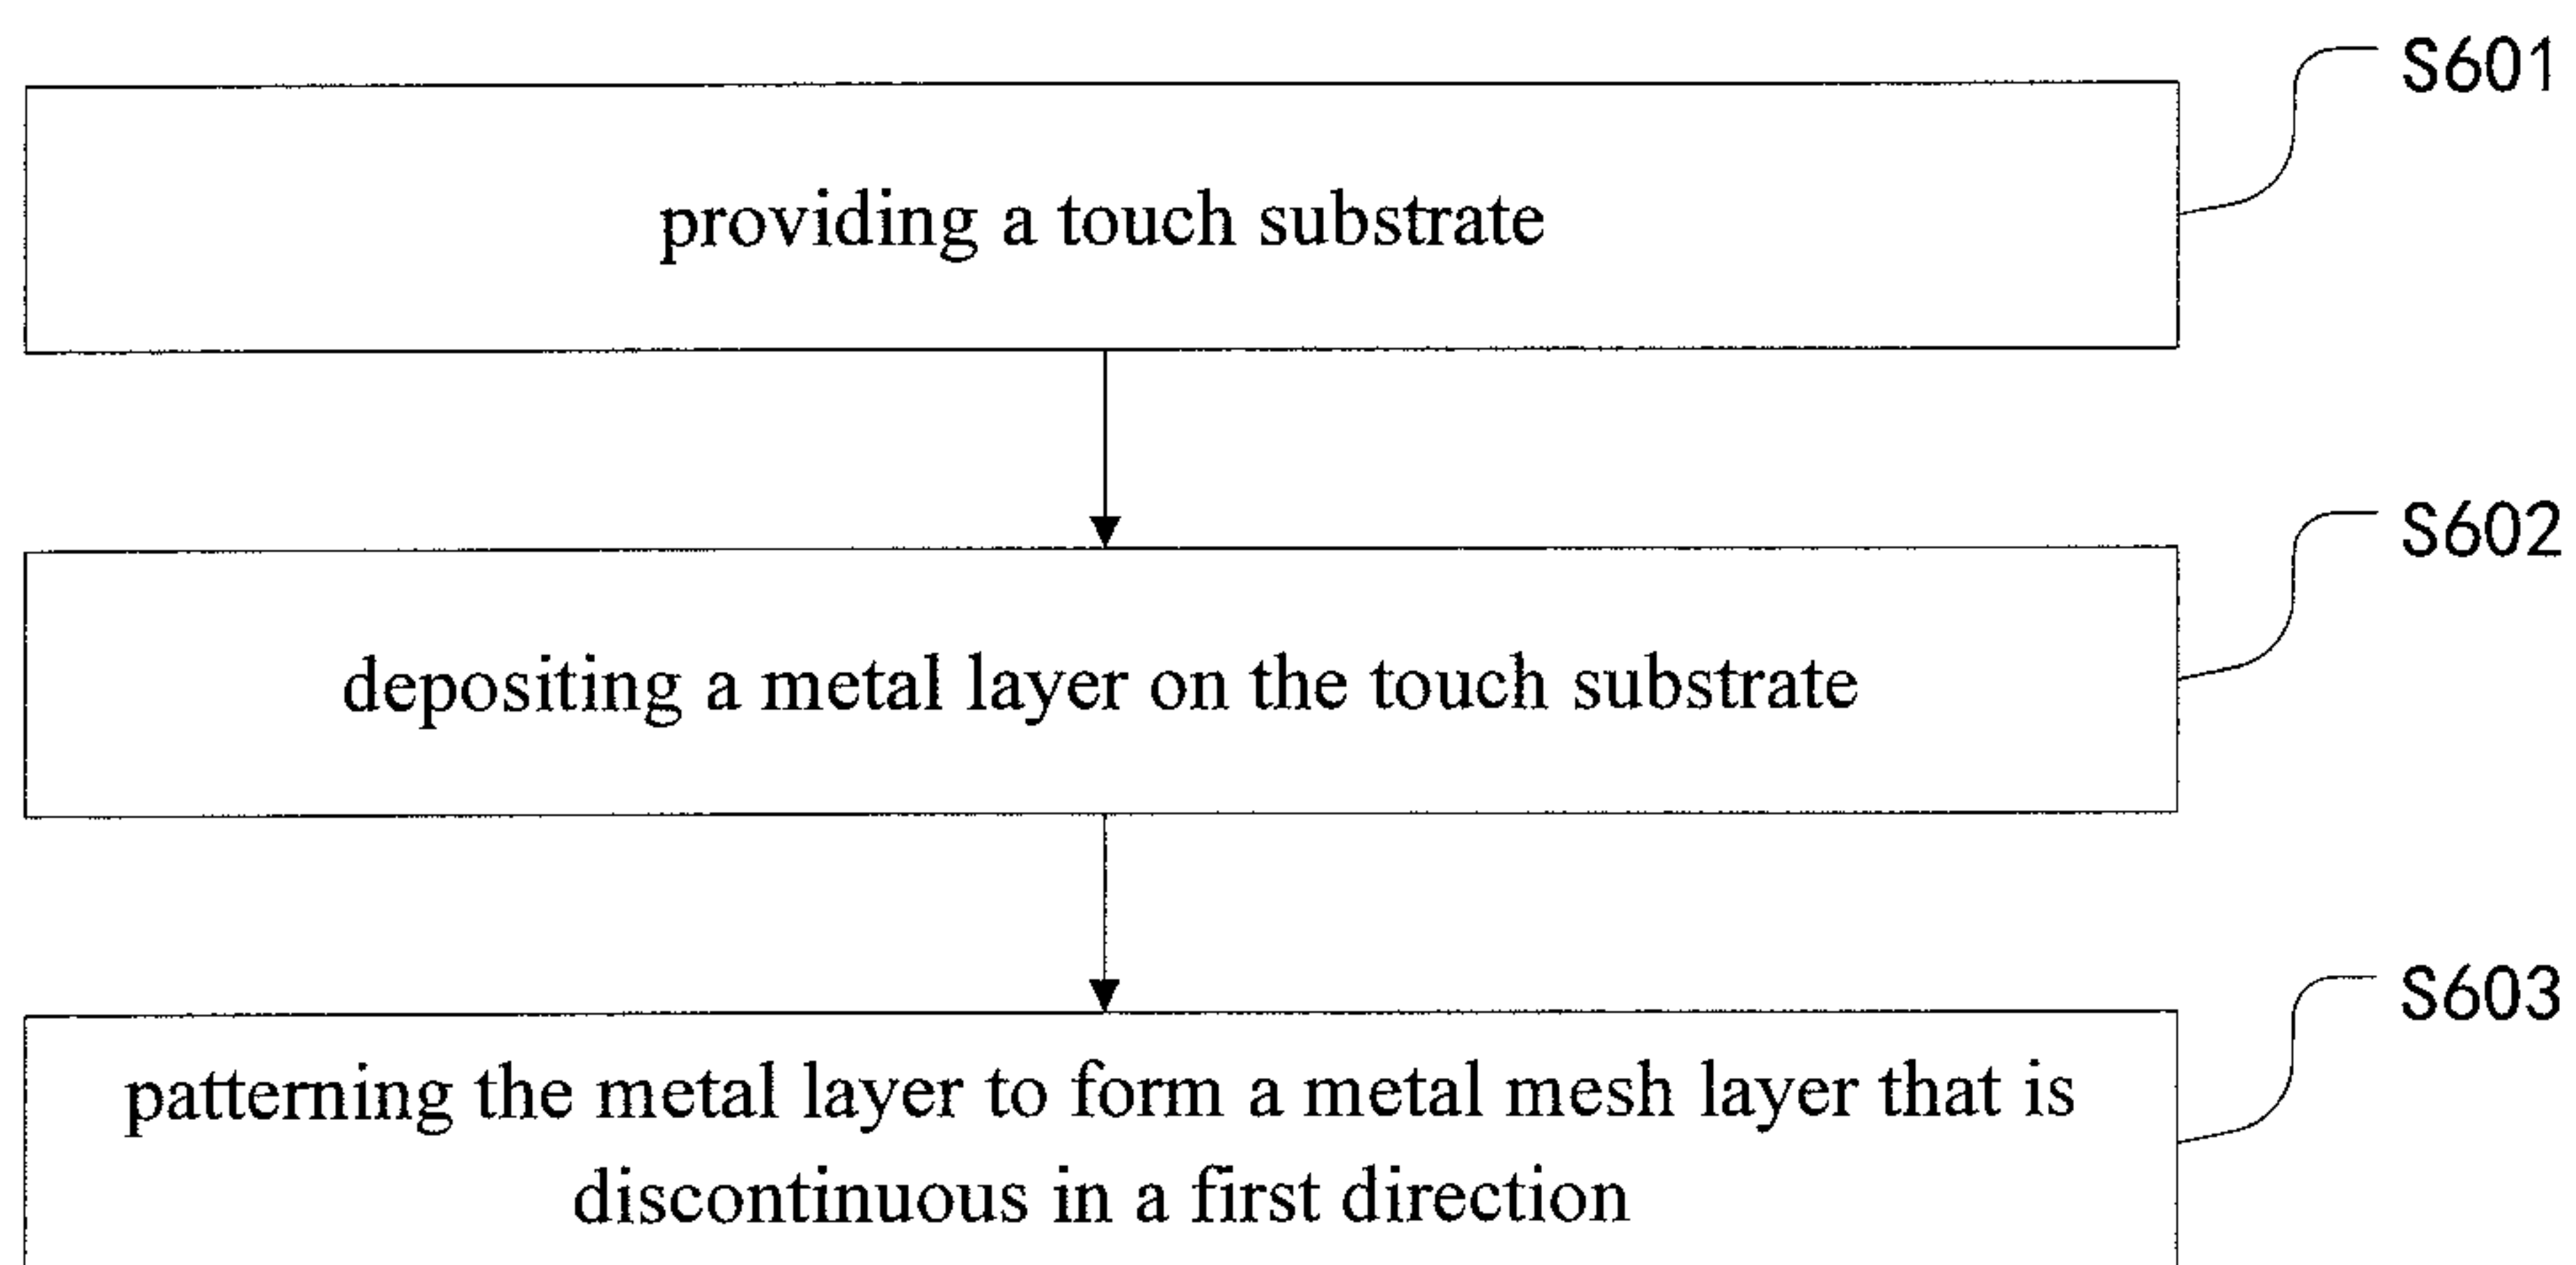 S601
providing a touch substrate
S602
depositing a metal layer on the touch substrate
S603
patterning the metal layer to form a metal mesh layer that is
discontinuous in a first direction